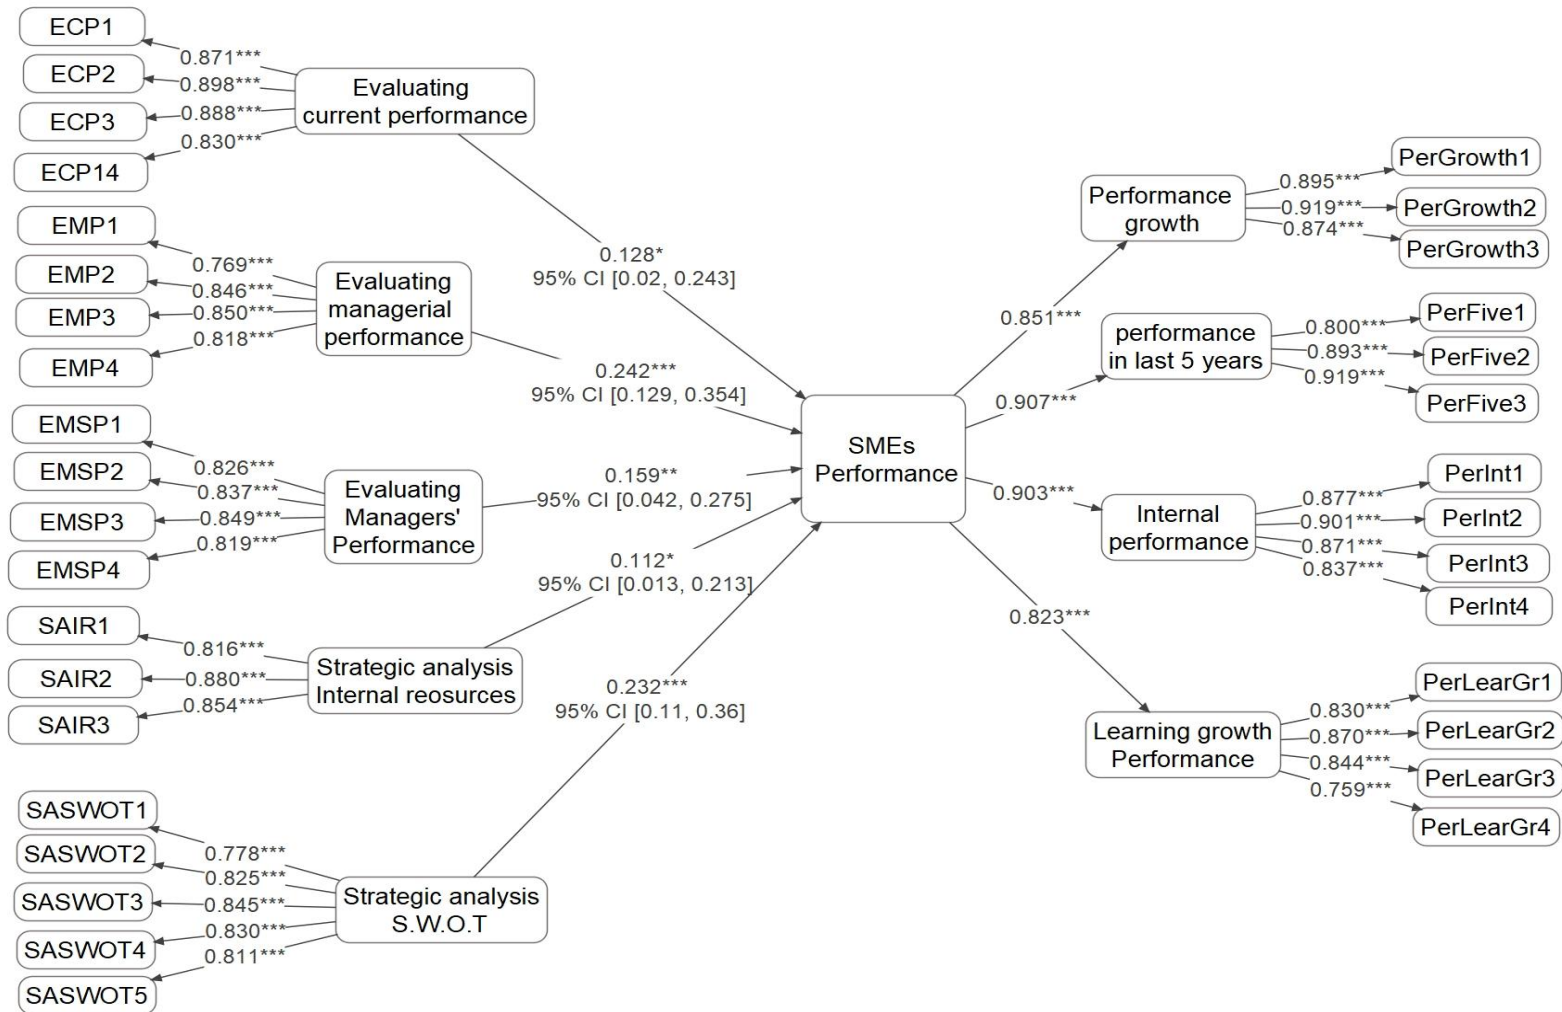 ECP1
ECP2
ECP3
ECP14
0.871***
0.898***
0.888***
0.830***
Evaluating
current performance
EMP1
EMP2
EMP3
EMP4
0.769***
0.846***
0.850***
0.818***
Evaluating
managerial
performance
EMSP1
EMSP2
EMSP3
EMSP4
0.826***
0.837***
0.849***
0.819***
Evaluating
Managers'
Performance
SAIR1
SAIR2
SAIR3
0.816***
0.880***
0.854***
Strategic analysis
Internal reosurces
SASWOT1
SASWOT2
SASWOT3
SASWOT4
SASWOT5
0.778***
0.825***
0.845***
0.830***
0.811***
Strategic analysis
S.W.O.T
0.128*
95% CI [0.02, 0.243]
0.242***
95% CI [0.129, 0.354]
0.159**
95% CI [0.042, 0.275]
0.112*
95% CI [0.013, 0.213]
0.232***
95% CI [0.11, 0.36]
SMEs
Performance
0.851***
0.907***
0.903***
0.823***
Performance
growth
0.895***
0.919***
0.874***
PerGrowth1
PerGrowth2
PerGrowth3
performance
in last 5 years
0.800***
0.893***
0.919***
PerFive1
PerFive2
PerFive3
Internal
performance
0.877***
0.901***
0.871***
0.837***
PerInt1
PerInt2
PerInt3
PerInt4
Learning growth
Performance
0.830***
0.870***
0.844***
0.759***
PerLearGr1
PerLearGr2
PerLearGr3
PerLearGr4